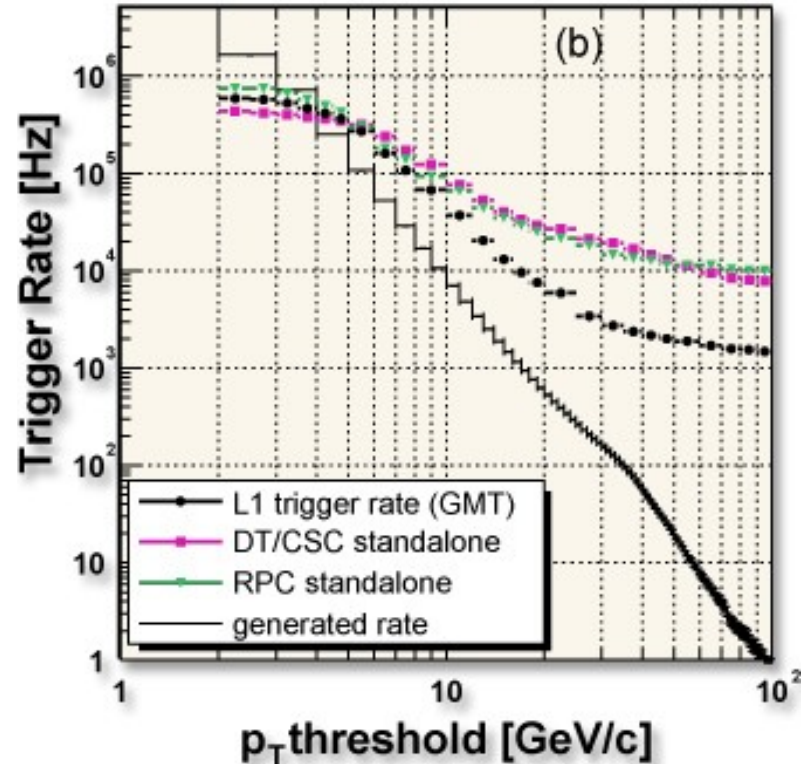 (b)
Trigger Rate [Hz]
10^6
10^5
10^4
10^3
10^2
10
1
L1 trigger rate (GMT)
DT/CSC standalone
RPC standalone
generated rate
1
10
10^2
p_T threshold [GeV/c]